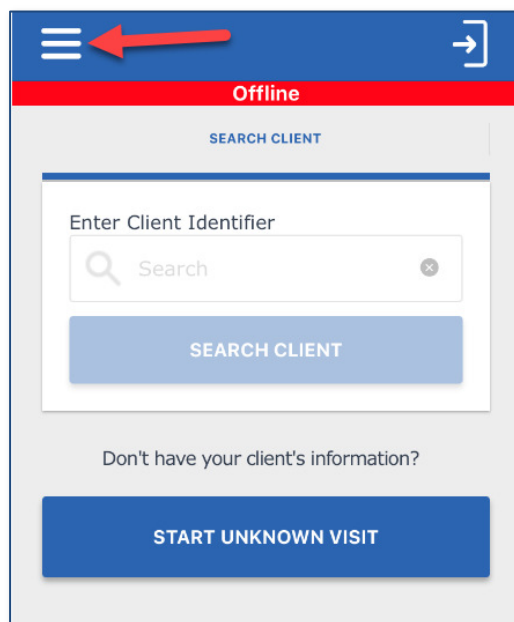 Offline
SEARCH CLIENT
Enter Client Identifier
Search
SEARCH CLIENT
Don't have your client's information?
START UNKNOWN VISIT